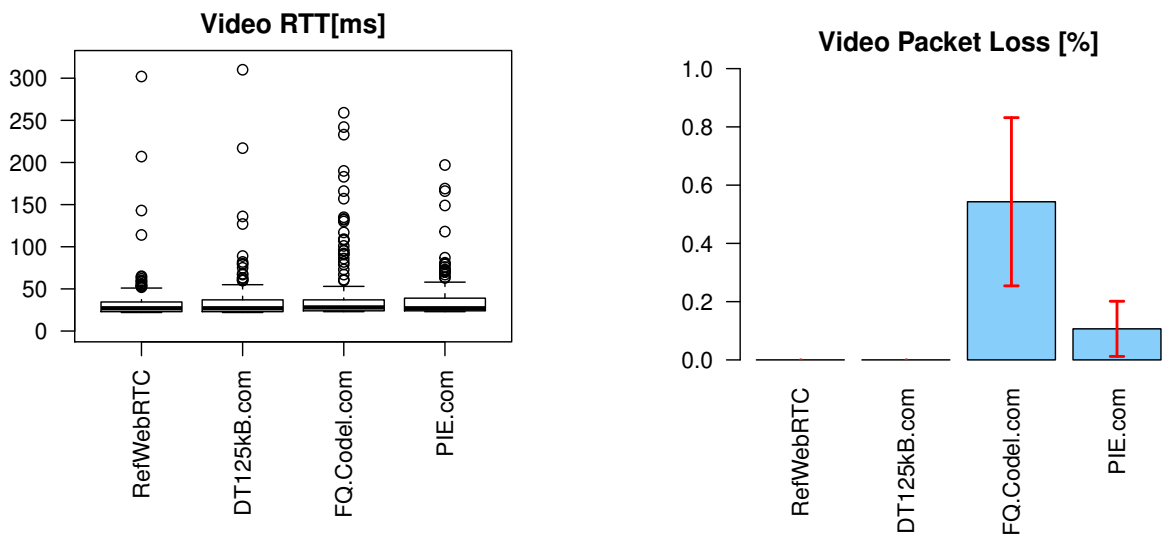 Video RTT[ms]
300
250
200
150
100
50
0
RefWebRTC
DT125kB.com
FQ.Codel.com
PIE.com
Video Packet Loss [%]
1.0
0.8
0.6
0.4
0.2
0.0
RefWebRTC
DT125kB.com
FQ.Codel.com
PIE.com